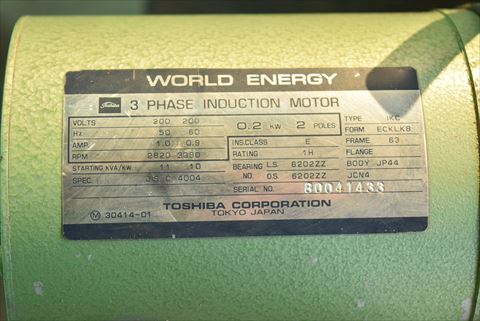 WORLD ENERGY
Toshiba 3 PHASE INDUCTION MOTOR
VOLTS 200 200 0.2 KW 2 POLES TYPE IKC
Hz 50 60 FORM ECKLK8
AMP. 1.0 0.9 INS.CLASS E FRAME 63
RPM 2820 3390 RATING 1H FLANGE
STARTING KVA/KW 11 10 BEARING L.S. 6202ZZ BODY JP44
SPEC. JIS C 4004 NO. O.S. 6202ZZ JCN4
SERIAL NO. 80041433
TOSHIBA CORPORATION
M 30414-01 TOKYO JAPAN